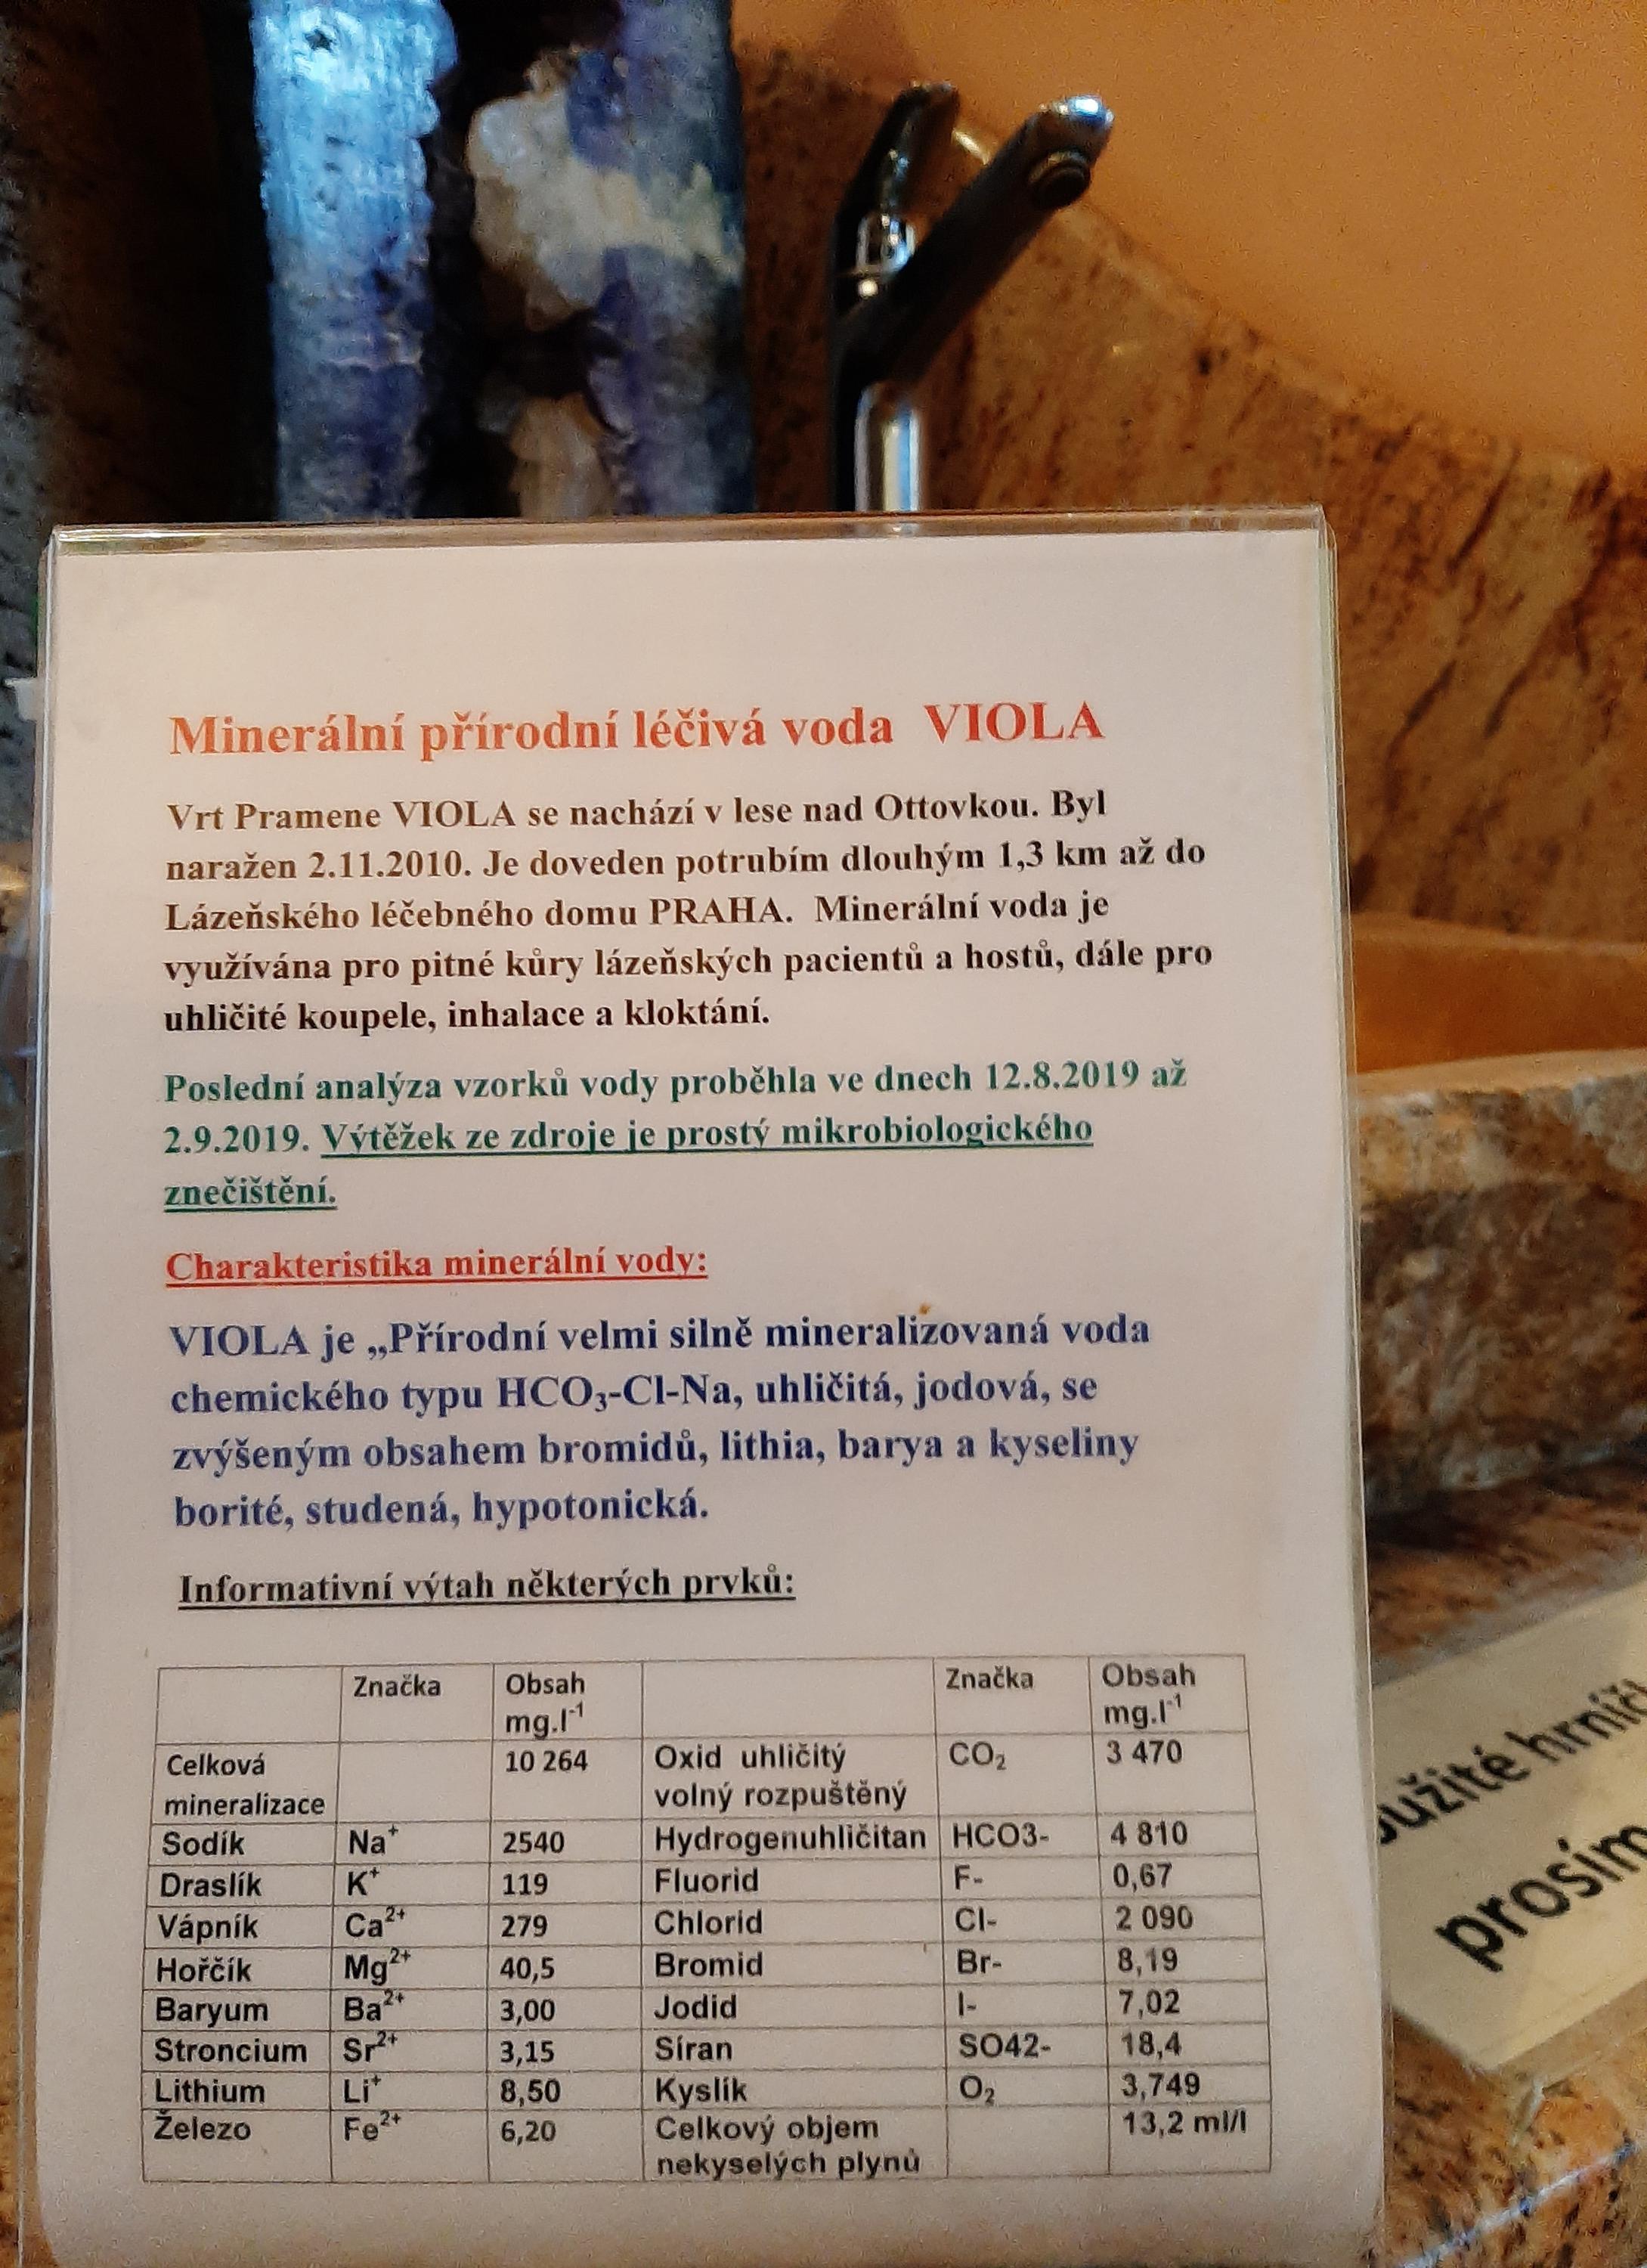 Minerální přírodní léčivá voda VIOLA
Vrt Pramene VIOLA se nachází v lese nad Ottovkou. Byl
naražen 2.11.2010. Je doveden potrubím dlouhým 1,3 km až do
Lázeňského léčebného domu PRAHA. Minerální voda je
využívána pro pitné kůry lázeňských pacientů a hostů, dále pro
uhličité koupele, inhalace a kloktání.
Poslední analýza vzorků vody proběhla ve dnech 12.8.2019 až
2.9.2019. Výtěžek ze zdroje je prostý mikrobiologického
znečištění.
Charakteristika minerální vody:
VIOLA je „Přírodní velmi silně mineralizovaná voda
chemického typu HCO₃-Cl-Na, uhličitá, jodová, se
zvýšeným obsahem bromidů, lithia, barya a kyseliny
borité, studená, hypotonická.
Informativní výtah některých prvků:
Značka Obsah mg.l⁻¹ Značka Obsah mg.l⁻¹
Celková mineralizace 10 264 Oxid uhličitý volný rozpuštěný CO₂ 3 470
Sodík Na⁺ 2540 Hydrogenuhličitan HCO3- 4 810
Draslík K⁺ 119 Fluorid F- 0,67
Vápník Ca²⁺ 279 Chlorid Cl- 2 090
Hořčík Mg²⁺ 40,5 Bromid Br- 8,19
Baryum Ba²⁺ 3,00 Jodid I- 7,02
Stroncium Sr²⁺ 3,15 Síran SO42- 18,4
Lithium Li⁺ 8,50 Kyslík O₂ 3,749
Železo Fe²⁺ 6,20 Celkový objem nekyselých plynů 13,2 ml/l
prosím